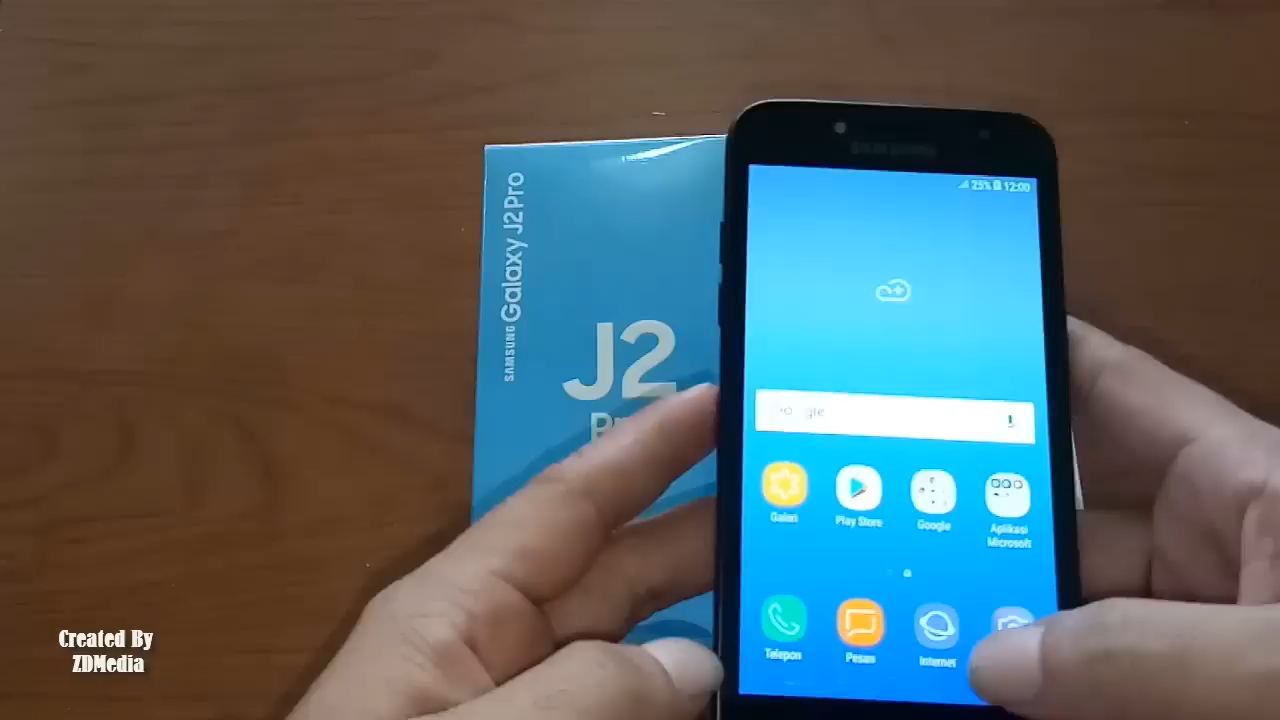 SAMSUNG Galaxy J2 Pro
J2
SAMSUNG
25% 12:00
Google
Galeri
Play Store
Google
Aplikasi
Microsoft
Telepon
Pesan
Internet
Created By
ZDMedia